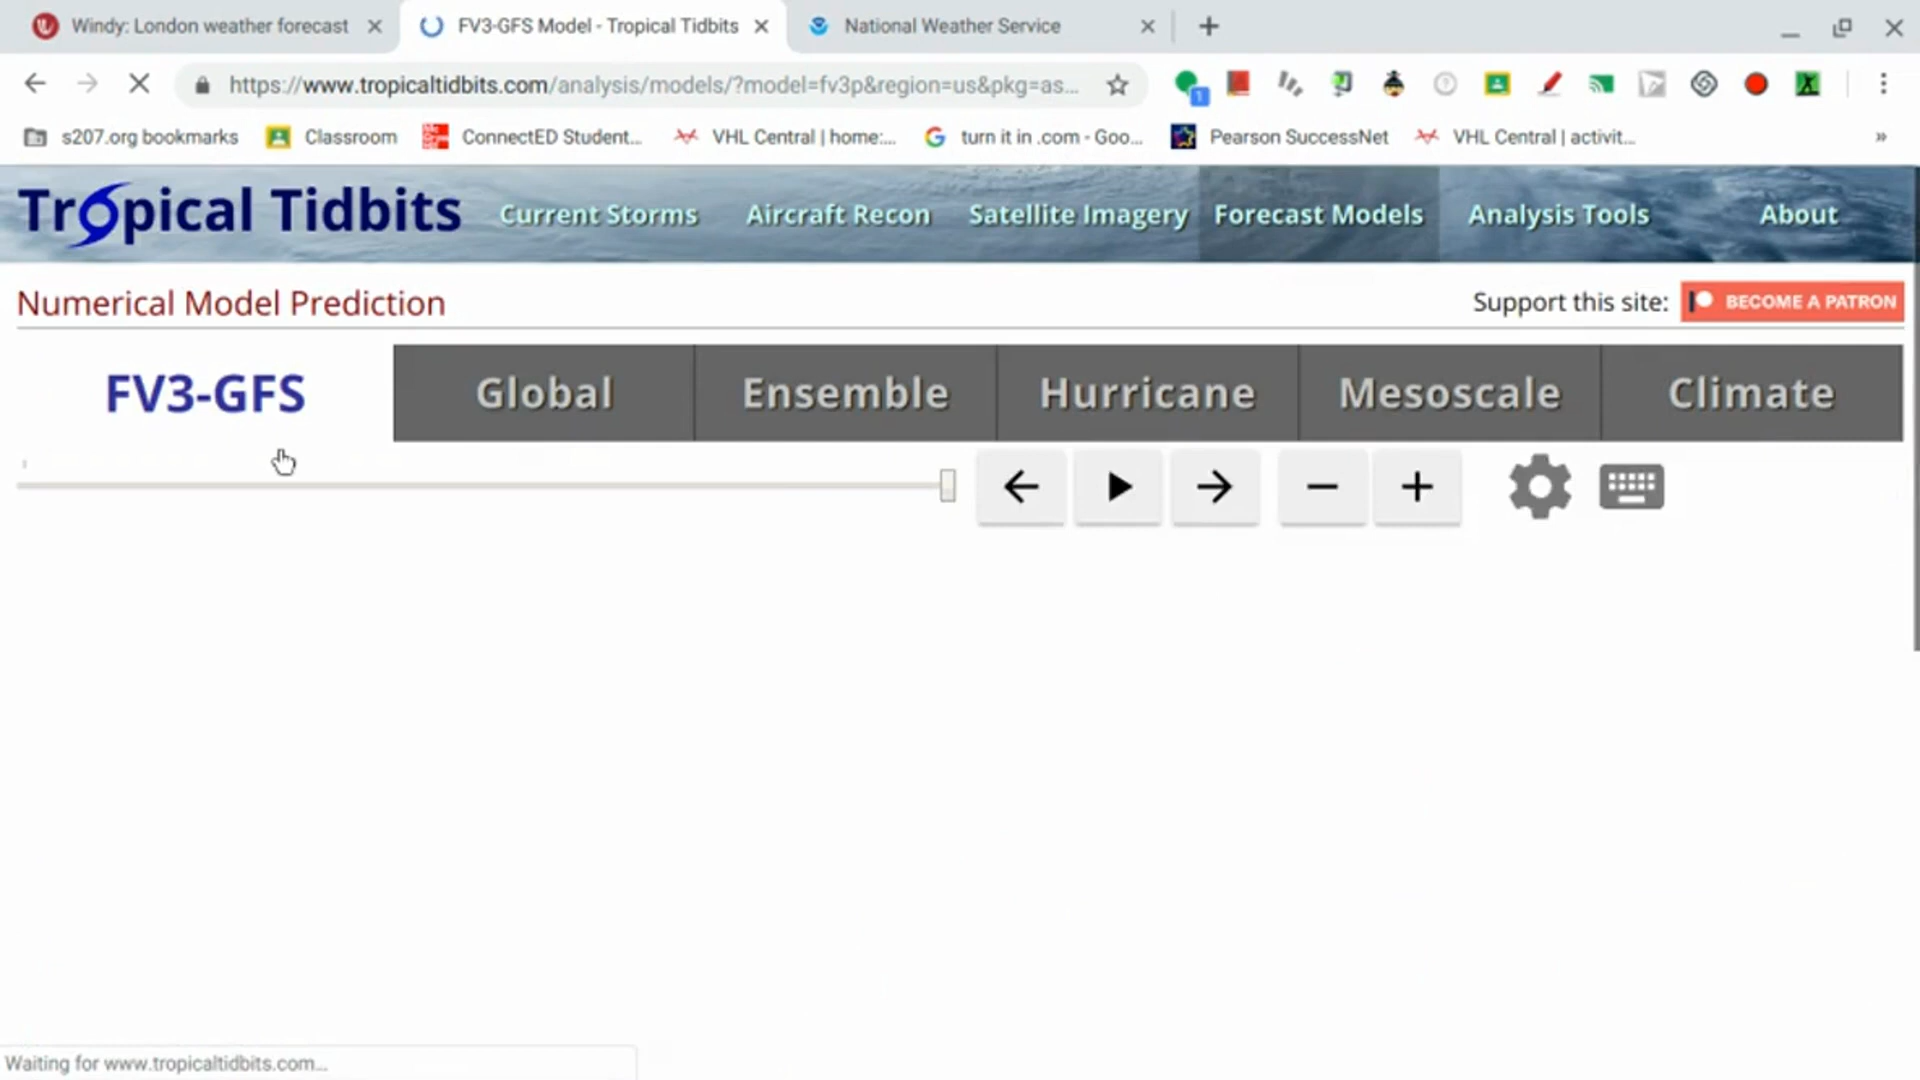 Windy: London weather forecast
FV3-GFS Model - Tropical Tidbits
National Weather Service
https://www.tropicaltidbits.com/analysis/models/?model=fv3p&region=us&pkg=as...
1
s207.org bookmarks
Classroom
ConnectED Student...
VHL Central | home:...
turn it in .com - Goo...
Pearson SuccessNet
VHL Central | activit...
»
Tropical Tidbits
Current Storms
Aircraft Recon
Satellite Imagery
Forecast Models
Analysis Tools
About
Numerical Model Prediction
Support this site:
BECOME A PATRON
FV3-GFS
Global
Ensemble
Hurricane
Mesoscale
Climate
Waiting for www.tropicaltidbits.com...